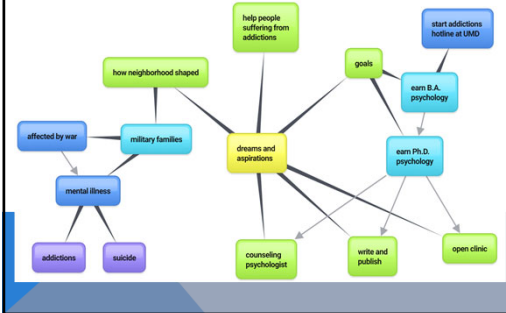 help people
suffering from
addictions
start addictions
hotline at UMD
goals
how neighborhood shaped
earn B.A.
psychology
affected by war
military families
dreams and
aspirations
earn Ph.D.
psychology
mental illness
addictions
suicide
counseling
psychologist
write and
publish
open clinic